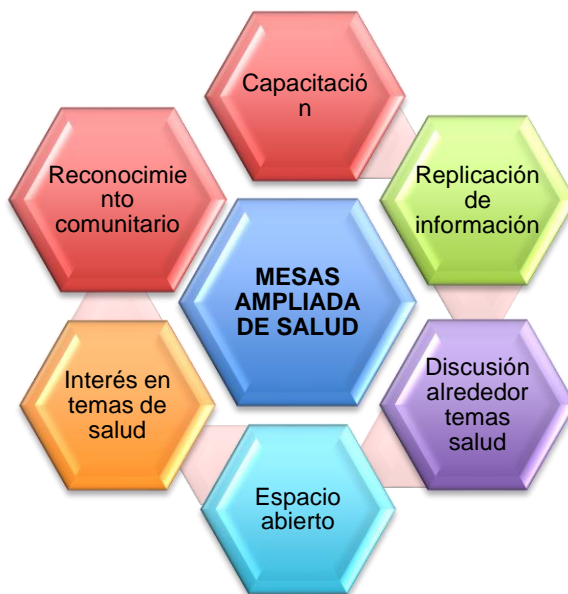 Capacitació
n
Reconocimie
nto
comunitario
Replicación
de
información
MESAS
AMPLIADA
DE SALUD
Interés en
temas de
salud
Discusión
alrededor
temas
salud
Espacio
abierto